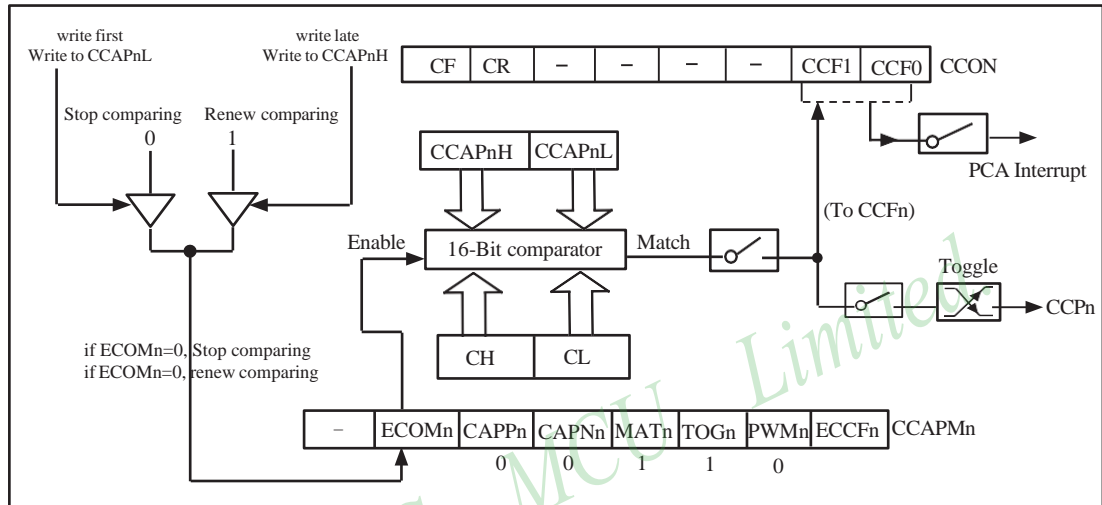 write first
Write to CCAPnL
write late
Write to CCAPnH
CF CR – – – – CCF1 CCF0 CCON
Stop comparing
0
Renew comparing
1
CCAPnH CCAPnL
PCA Interrupt
(To CCFn)
Enable
16-Bit comparator
Match
Toggle
CCPn
CH CL
if ECOMn=0, Stop comparing
if ECOMn=0, renew comparing
– ECOMn CAPPn CAPNn MATn TOGn PWMn ECCFn CCAPMn
0 0 1 1 0
MCU Limited.